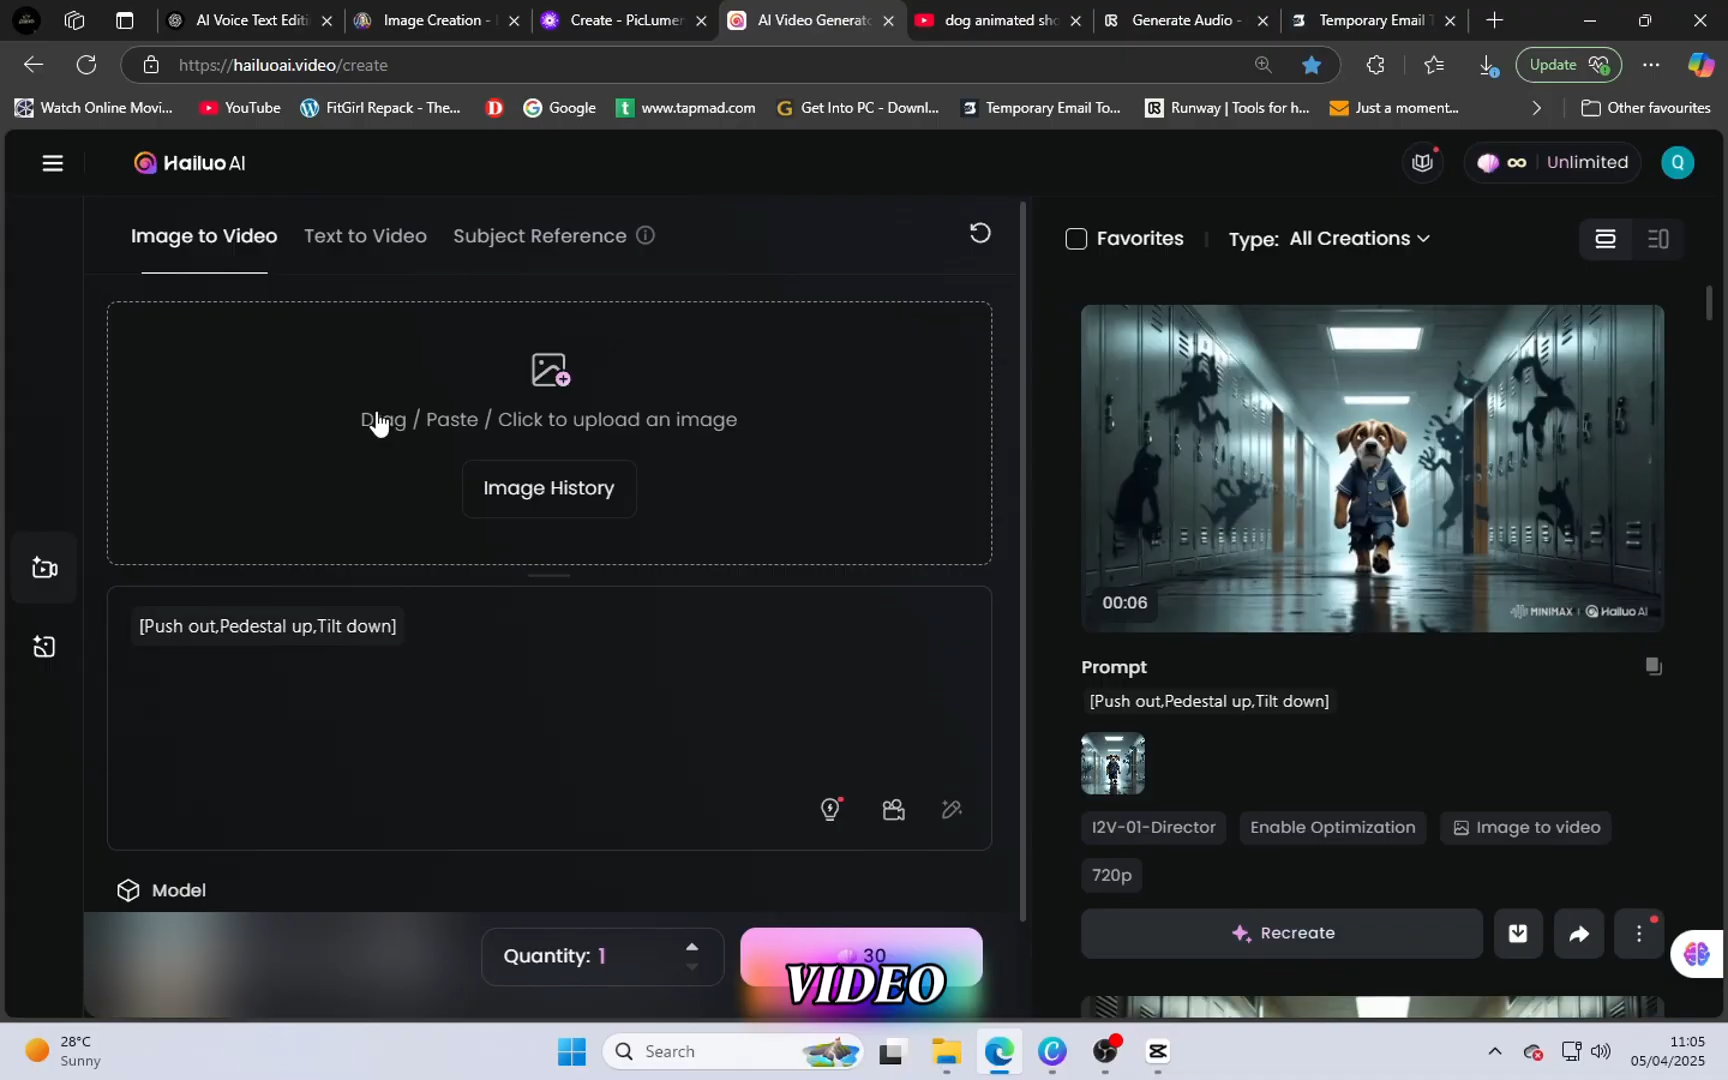 AI Voice Text Editi
Image Creation -
Create - PicLumen
AI Video Generato
dog animated sho
Generate Audio -
Temporary Email T
https://hailuoai.video/create
Update
Watch Online Movi...
YouTube
FitGirl Repack - The...
Google
www.tapmad.com
Get Into PC - Downl...
Temporary Email To...
Runway | Tools for h...
Just a moment...
Other favourites
Hailuo AI
Unlimited
Q
Image to Video
Text to Video
Subject Reference
Favorites
Type: All Creations
Drag / Paste / Click to upload an image
Image History
[Push out,Pedestal up,Tilt down]
Model
Quantity: 1
30
VIDEO
00:06
MINIMAX | Hailuo AI
Prompt
[Push out,Pedestal up,Tilt down]
I2V-01-Director
Enable Optimization
Image to video
720p
Recreate
28°C
Sunny
Search
11:05
05/04/2025